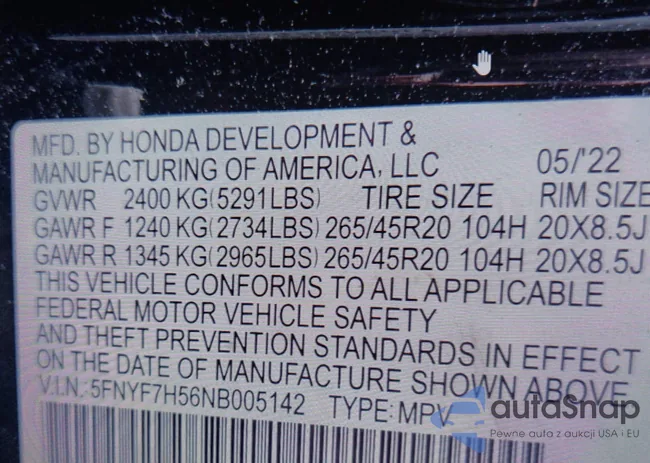 MFD. BY HONDA DEVELOPMENT &
MANUFACTURING OF AMERICA, LLC 05/'22
GVWR 2400 KG(5291LBS) TIRE SIZE RIM SIZE
GAWR F 1240 KG(2734LBS) 265/45R20 104H 20X8.5J
GAWR R 1345 KG(2965LBS) 265/45R20 104H 20X8.5J
THIS VEHICLE CONFORMS TO ALL APPLICABLE
FEDERAL MOTOR VEHICLE SAFETY
AND THEFT PREVENTION STANDARDS IN EFFECT
ON THE DATE OF MANUFACTURE SHOWN ABOVE
V.I.N.:5FNYF7H56NB005142 TYPE: MPV
autoSnap
Pewne auta z aukcji USA i EU